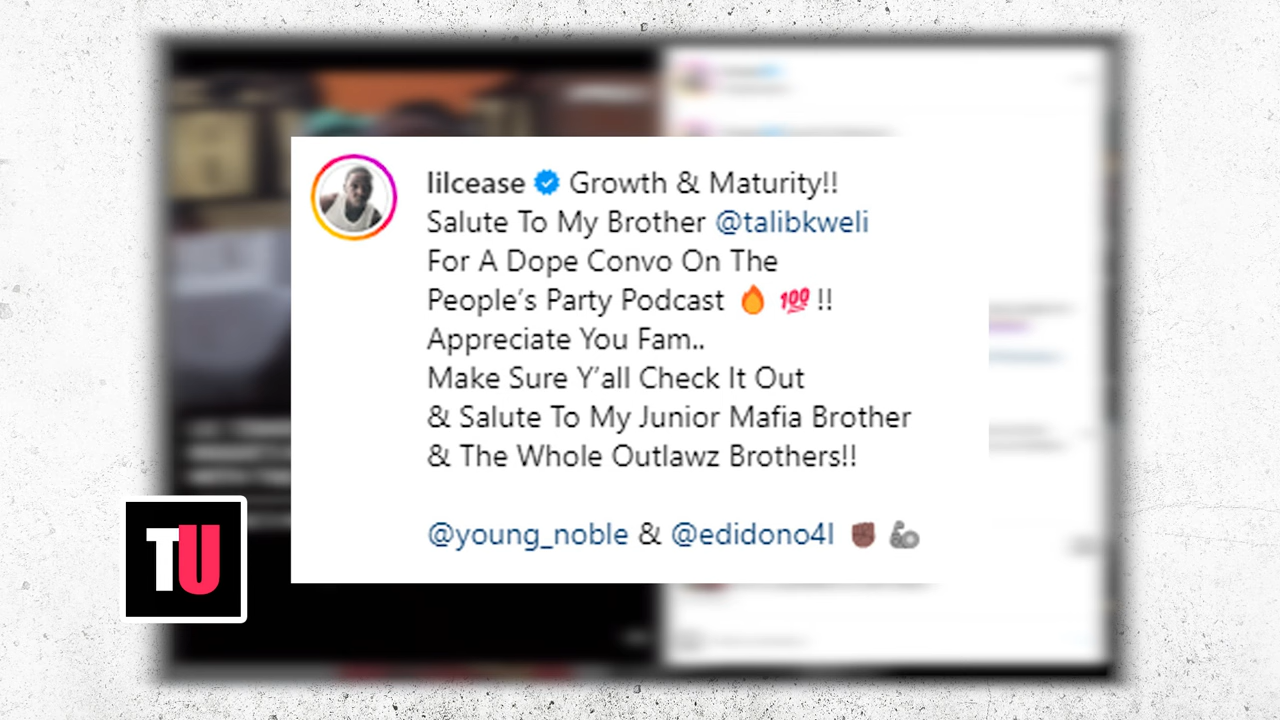 lilcease Growth & Maturity!!
Salute To My Brother @talibkweli
For A Dope Convo On The
People's Party Podcast 🔥 💯 !!
Appreciate You Fam..
Make Sure Y'all Check It Out
& Salute To My Junior Mafia Brother
& The Whole Outlawz Brothers!!
@young_noble & @edidono4l ✊🏿 🦾
TU